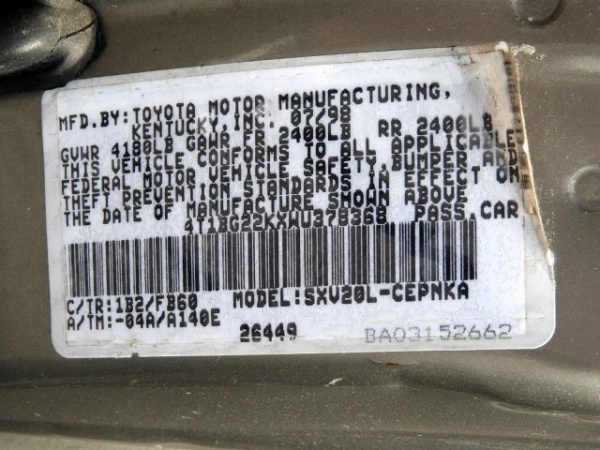 MFD.BY:TOYOTA MOTOR MANUFACTURING,
KENTUCKY,INC. 07/98
GVWR 4180LB GAWR FR 2400LB RR 2400LB
THIS VEHICLE CONFORMS TO ALL APPLICABLE
FEDERAL MOTOR VEHICLE SAFETY,BUMPER AND
THEFT PREVENTION STANDARDS IN EFFECT ON
THE DATE OF MANUFACTURE SHOWN ABOVE
4T1BG22KXWU378368 PASS.CAR
C/TR:1B2/FB60 MODEL:SXV20L-CEPNKA
A/TM:-04A/A140E 26449 BA03152662